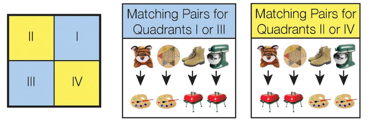 II
I
III
IV
Matching Pairs for
Quadrants I or III
Matching Pairs for
Quadrants II or IV